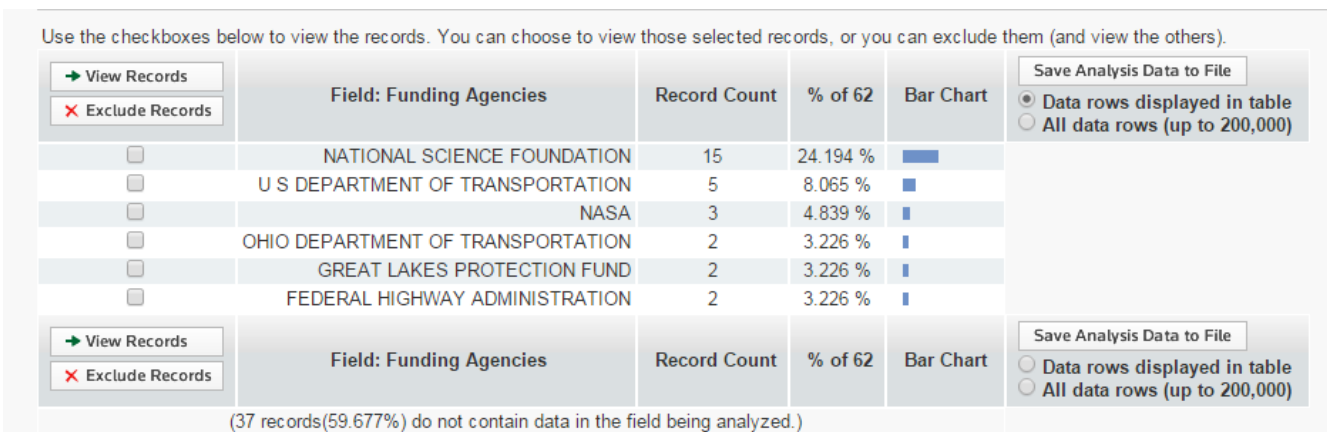 Use the checkboxes below to view the records. You can choose to view those selected records, or you can exclude them (and view the others).
View Records
Exclude Records
Field: Funding Agencies Record Count % of 62 Bar Chart
Save Analysis Data to File
Data rows displayed in table
All data rows (up to 200,000)
NATIONAL SCIENCE FOUNDATION 15 24.194 %
U S DEPARTMENT OF TRANSPORTATION 5 8.065 %
NASA 3 4.839 %
OHIO DEPARTMENT OF TRANSPORTATION 2 3.226 %
GREAT LAKES PROTECTION FUND 2 3.226 %
FEDERAL HIGHWAY ADMINISTRATION 2 3.226 %
View Records
Exclude Records
Field: Funding Agencies Record Count % of 62 Bar Chart
Save Analysis Data to File
Data rows displayed in table
All data rows (up to 200,000)
(37 records(59.677%) do not contain data in the field being analyzed.)